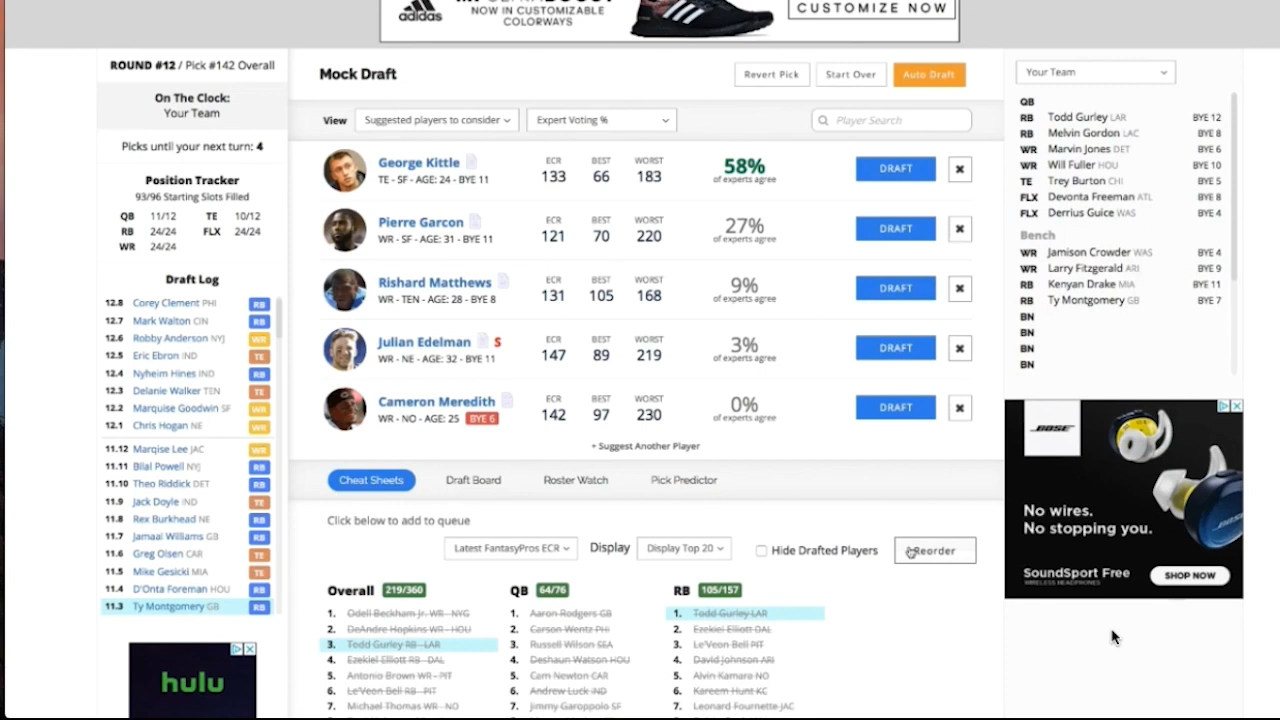 adidas
NOW IN CUSTOMIZABLE
COLORWAYS
CUSTOMIZE NOW
ROUND #12 / Pick #142 Overall
On The Clock:
Your Team
Picks until your next turn: 4
Position Tracker
93/96 Starting Slots Filled
QB 11/12 TE 10/12
RB 24/24 FLX 24/24
WR 24/24
Draft Log
12.8 Corey Clement PHI RB
12.7 Mark Walton CIN RB
12.6 Robby Anderson NYJ WR
12.5 Eric Ebron IND TE
12.4 Nyheim Hines IND RB
12.3 Delanie Walker TEN TE
12.2 Marquise Goodwin SF WR
12.1 Chris Hogan NE WR
11.12 Marqise Lee JAC WR
11.11 Bilal Powell NYJ RB
11.10 Theo Riddick DET RB
11.9 Jack Doyle IND TE
11.8 Rex Burkhead NE RB
11.7 Jamaal Williams GB RB
11.6 Greg Olsen CAR TE
11.5 Mike Gesicki MIA TE
11.4 D'Onta Foreman HOU RB
11.3 Ty Montgomery GB RB
hulu
Mock Draft
Revert Pick
Start Over
Auto Draft
View
Suggested players to consider
Expert Voting %
Player Search
George Kittle
TE - SF - AGE: 24 - BYE 11
ECR BEST WORST
133 66 183
58%
of experts agree
DRAFT
Pierre Garcon
WR - SF - AGE: 31 - BYE 11
ECR BEST WORST
121 70 220
27%
of experts agree
DRAFT
Rishard Matthews
WR - TEN - AGE: 28 - BYE 8
ECR BEST WORST
131 105 168
9%
of experts agree
DRAFT
Julian Edelman S
WR - NE - AGE: 32 - BYE 11
ECR BEST WORST
147 89 219
3%
of experts agree
DRAFT
Cameron Meredith
WR - NO - AGE: 25 BYE 6
ECR BEST WORST
142 97 230
0%
of experts agree
DRAFT
+ Suggest Another Player
Cheat Sheets
Draft Board
Roster Watch
Pick Predictor
Click below to add to queue
Latest FantasyPros ECR
Display
Display Top 20
Hide Drafted Players
Reorder
Overall 219/360
1. Odell Beckham Jr. WR - NYG
2. DeAndre Hopkins WR - HOU
3. Todd Gurley RB - LAR
4. Ezekiel Elliott RB - DAL
5. Antonio Brown WR - PIT
6. Le'Veon Bell RB - PIT
7. Michael Thomas WR - NO
QB 64/76
1. Aaron Rodgers GB
2. Carson Wentz PHI
3. Russell Wilson SEA
4. Deshaun Watson HOU
5. Cam Newton CAR
6. Andrew Luck IND
7. Jimmy Garoppolo SF
RB 105/157
1. Todd Gurley LAR
2. Ezekiel Elliott DAL
3. Le'Veon Bell PIT
4. David Johnson ARI
5. Alvin Kamara NO
6. Kareem Hunt KC
7. Leonard Fournette JAC
Your Team
QB
RB Todd Gurley LAR BYE 12
RB Melvin Gordon LAC BYE 8
WR Marvin Jones DET BYE 6
WR Will Fuller HOU BYE 10
TE Trey Burton CHI BYE 5
FLX Devonta Freeman ATL BYE 8
FLX Derrius Guice WAS BYE 4
Bench
WR Jamison Crowder WAS BYE 4
WR Larry Fitzgerald ARI BYE 9
RB Kenyan Drake MIA BYE 11
RB Ty Montgomery GB BYE 7
BN
BN
BN
BN
BOSE
No wires.
No stopping you.
SoundSport Free
WIRELESS HEADPHONES
SHOP NOW